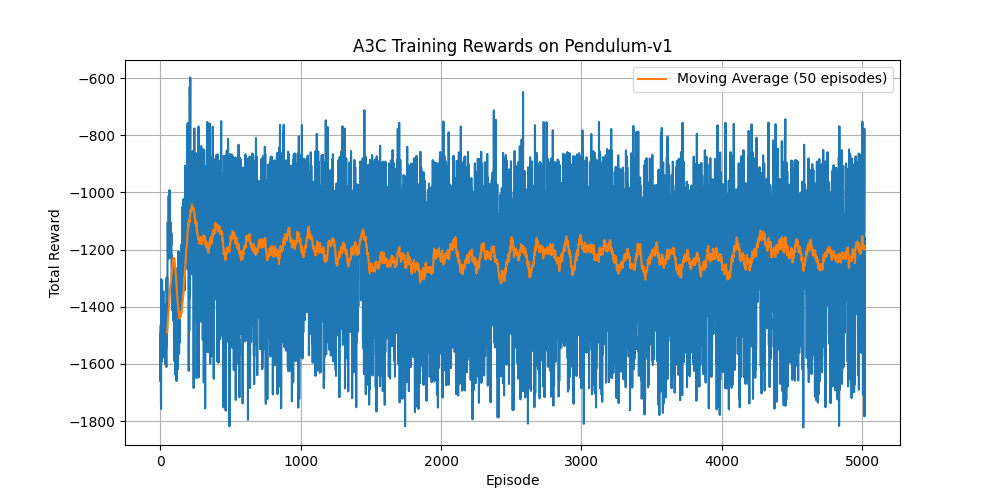 A3C Training Rewards on Pendulum-v1
Moving Average (50 episodes)
Total Reward
−600
−800
−1000
−1200
−1400
−1600
−1800
0 1000 2000 3000 4000 5000
Episode